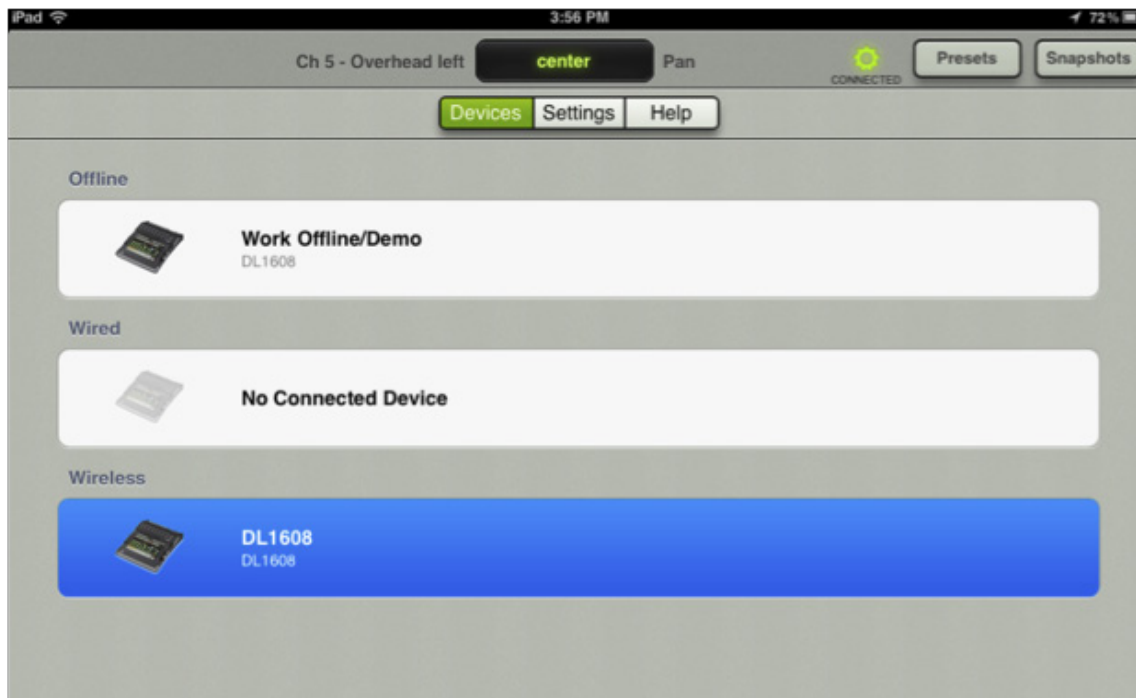 iPad 3:56 PM 72%
Ch 5 - Overhead left center Pan CONNECTED Presets Snapshots
Devices Settings Help
Offline
Work Offline/Demo
DL1608
Wired
No Connected Device
Wireless
DL1608
DL1608